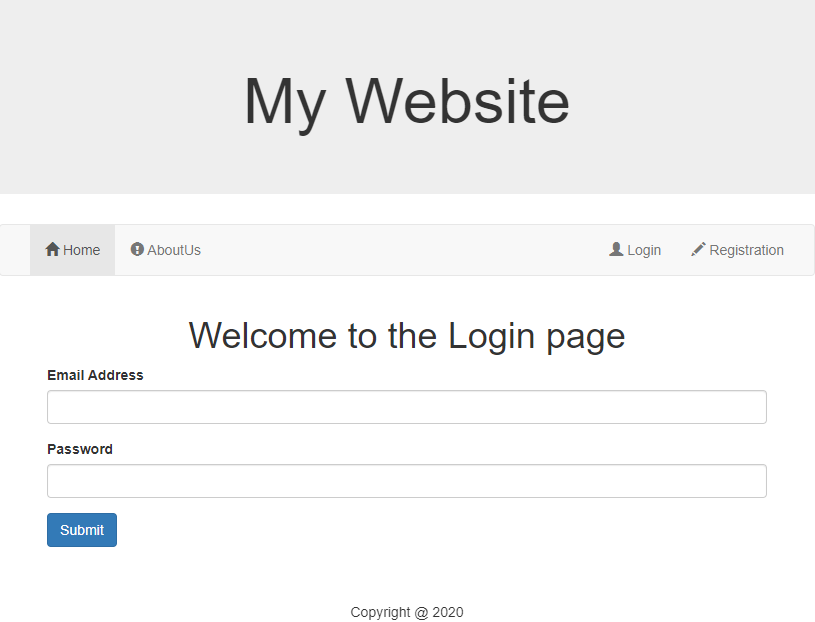 My Website
Home AboutUs Login Registration
Welcome to the Login page
Email Address
Password
Submit
Copyright @ 2020